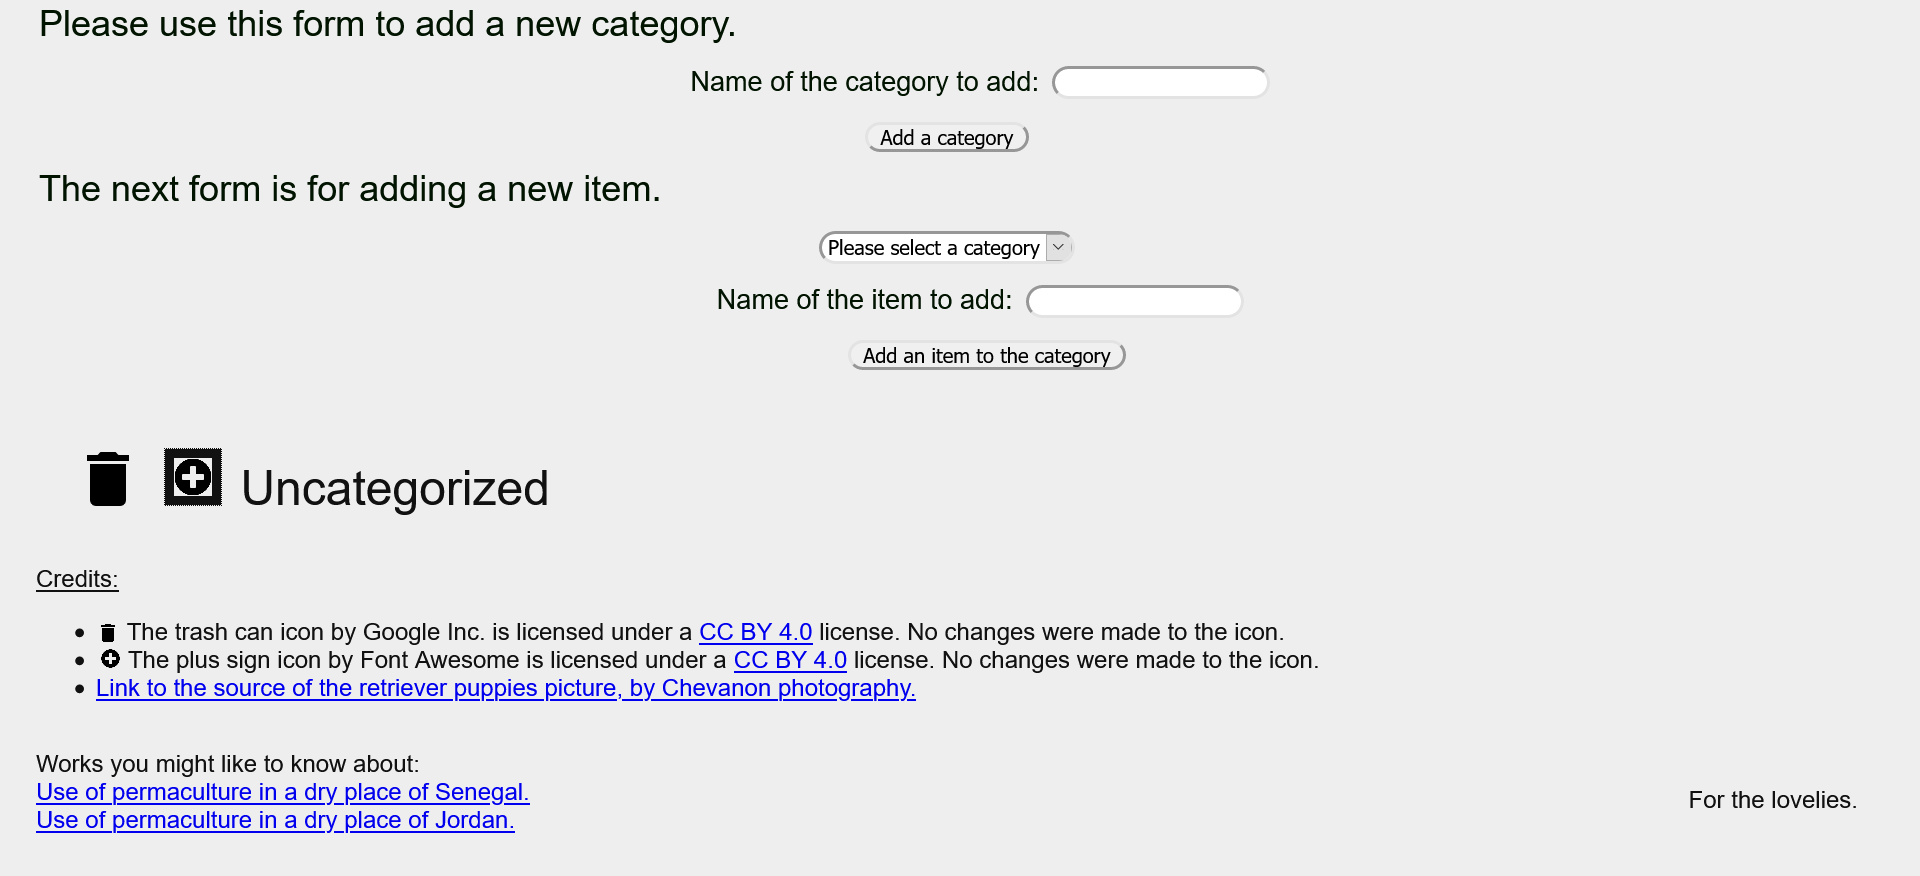 Please use this form to add a new category.
Name of the category to add:
Add a category
The next form is for adding a new item.
Please select a category
Name of the item to add:
Add an item to the category
Uncategorized
Credits:
The trash can icon by Google Inc. is licensed under a CC BY 4.0 license. No changes were made to the icon.
The plus sign icon by Font Awesome is licensed under a CC BY 4.0 license. No changes were made to the icon.
Link to the source of the retriever puppies picture, by Chevanon photography.
Works you might like to know about:
Use of permaculture in a dry place of Senegal.
Use of permaculture in a dry place of Jordan.
For the lovelies.